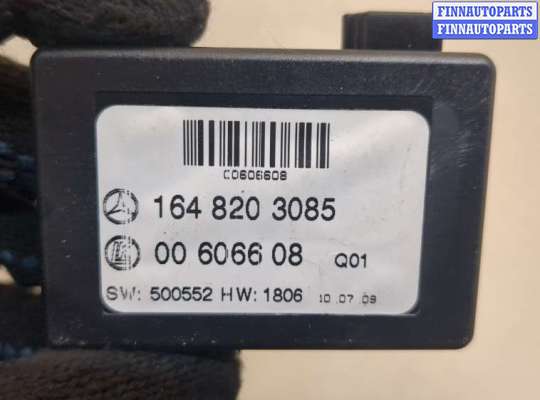 FINNAUTOPARTS
FINNAUTOPARTS
C0606608
164 820 3085
00 6066 08 Q01
SW: 500552 HW: 1806 10 .07 .09